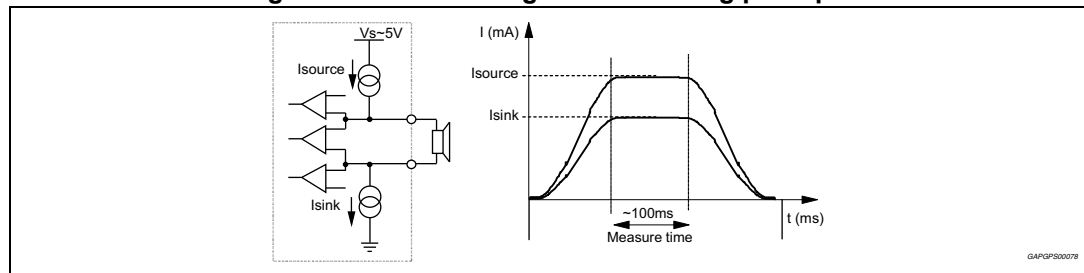 Vs~5V
Isource
Isink
I (mA)
Isource
Isink
~100ms
Measure time
t (ms)
GAPGPS00078